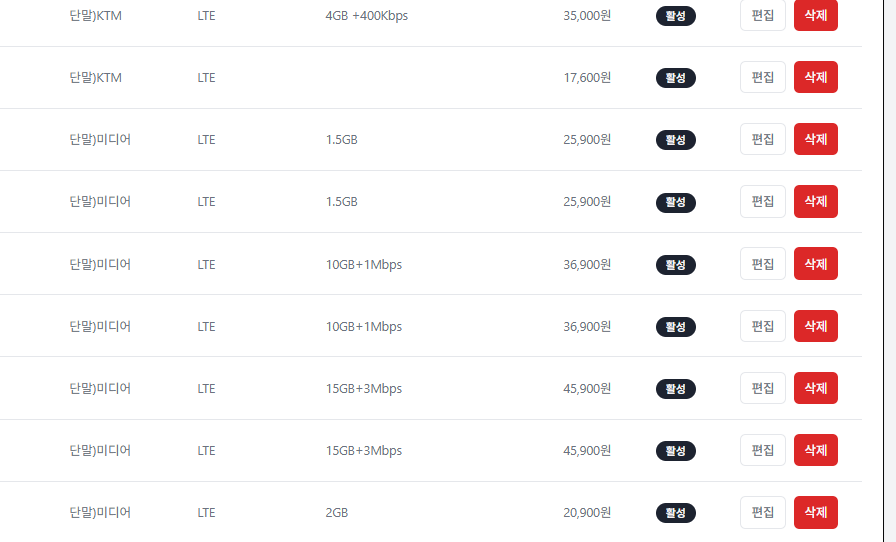 단말)KTM LTE 4GB +400Kbps 35,000원 활성 편집 삭제
단말)KTM LTE 17,600원 활성 편집 삭제
단말)미디어 LTE 1.5GB 25,900원 활성 편집 삭제
단말)미디어 LTE 1.5GB 25,900원 활성 편집 삭제
단말)미디어 LTE 10GB+1Mbps 36,900원 활성 편집 삭제
단말)미디어 LTE 10GB+1Mbps 36,900원 활성 편집 삭제
단말)미디어 LTE 15GB+3Mbps 45,900원 활성 편집 삭제
단말)미디어 LTE 15GB+3Mbps 45,900원 활성 편집 삭제
단말)미디어 LTE 2GB 20,900원 활성 편집 삭제